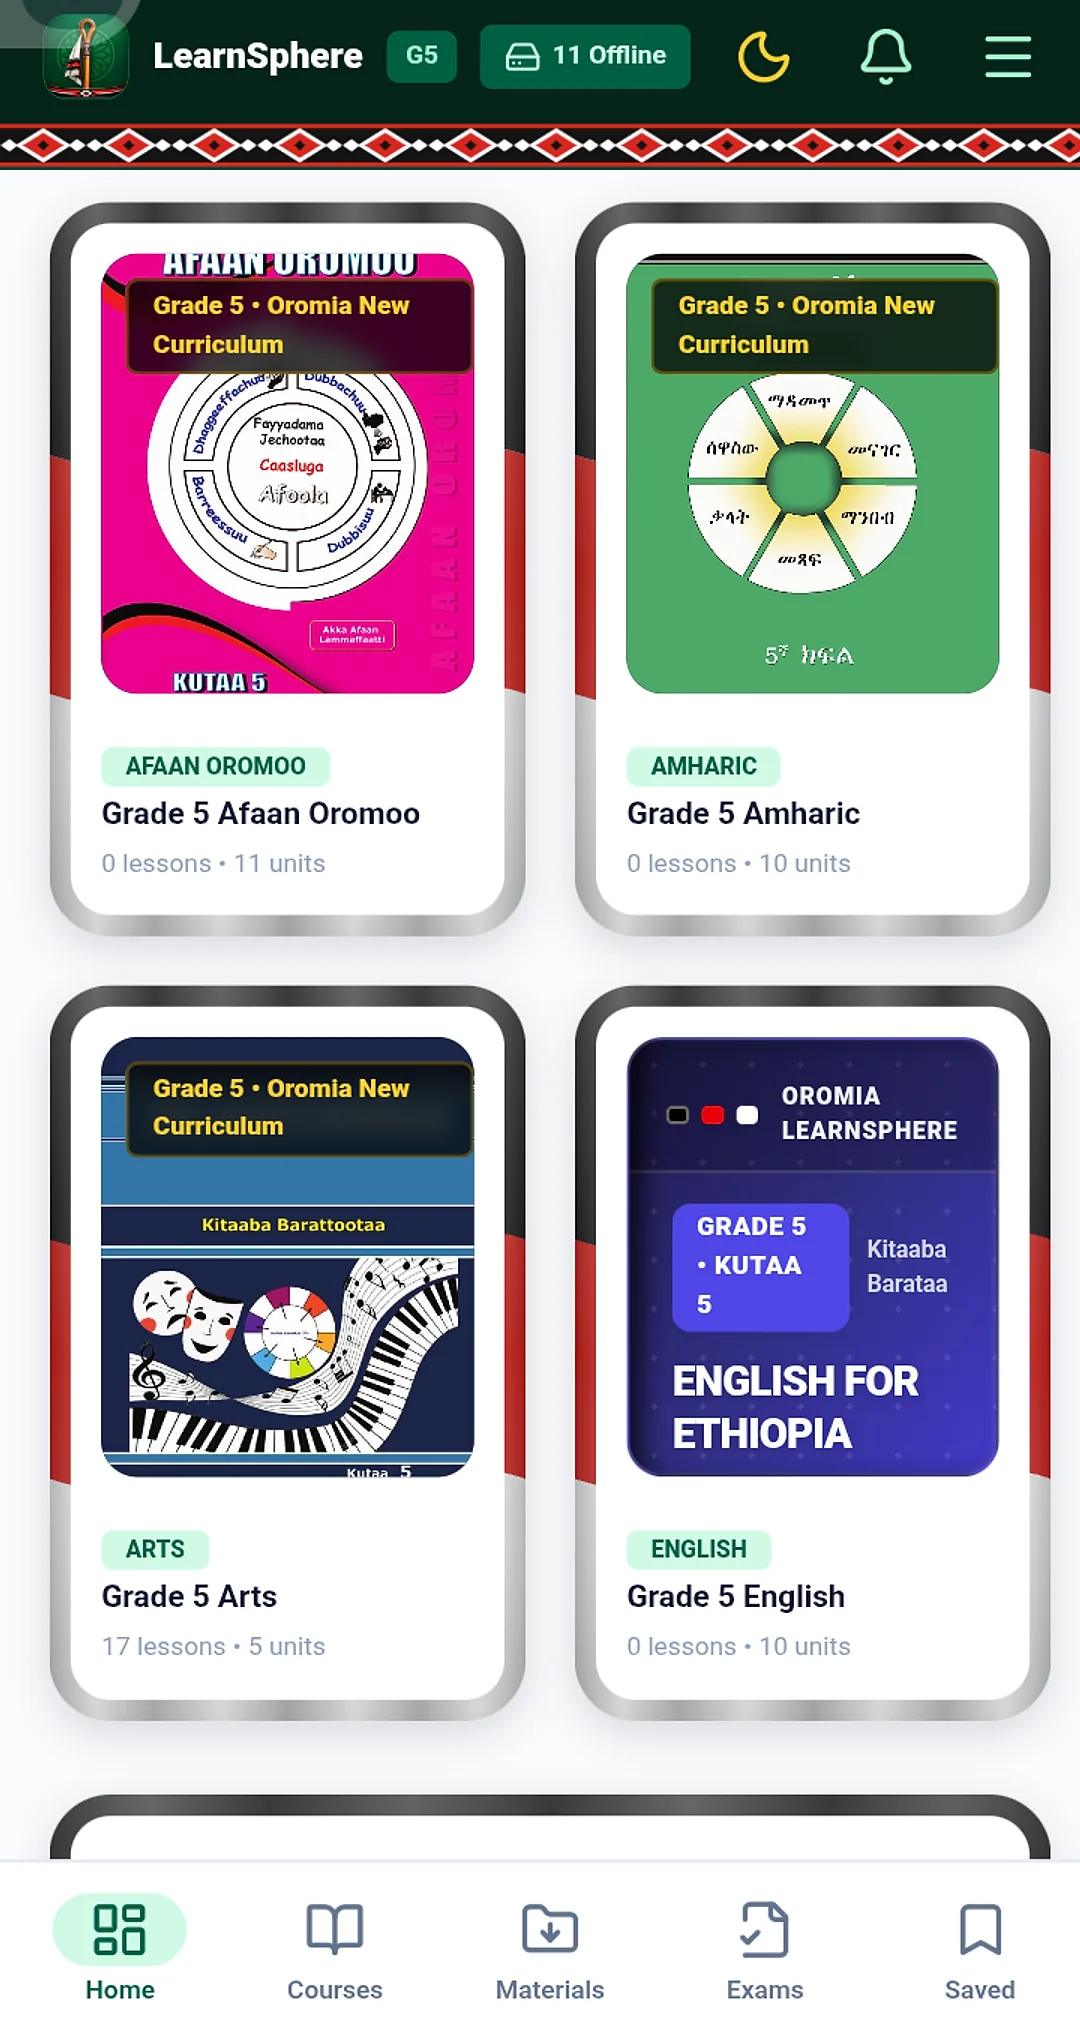 LearnSphere
G5
11 Offline
AFAAN OROMOO
Grade 5 • Oromia New
Curriculum
Dhaggeeffachuu
Dubbachuu
Fayyadama
Jechootaa
Caasluga
Afoola
Barreessuu
Dubbisuu
AFAAN OROM
Akka Afaan
Lammaffaatti
KUTAA 5
AFAAN OROMOO
Grade 5 Afaan Oromoo
0 lessons • 11 units
Grade 5 • Oromia New
Curriculum
ማዳመጥ
ሰዋስው
መናገር
ቃላት
ማንበብ
መጻፍ
5ኛ ክፍል
AMHARIC
Grade 5 Amharic
0 lessons • 10 units
Grade 5 • Oromia New
Curriculum
Kitaaba Barattootaa
Kutaa 5
ARTS
Grade 5 Arts
17 lessons • 5 units
OROMIA
LEARNSPHERE
GRADE 5
• KUTAA
5
Kitaaba
Barataa
ENGLISH FOR
ETHIOPIA
ENGLISH
Grade 5 English
0 lessons • 10 units
Home
Courses
Materials
Exams
Saved